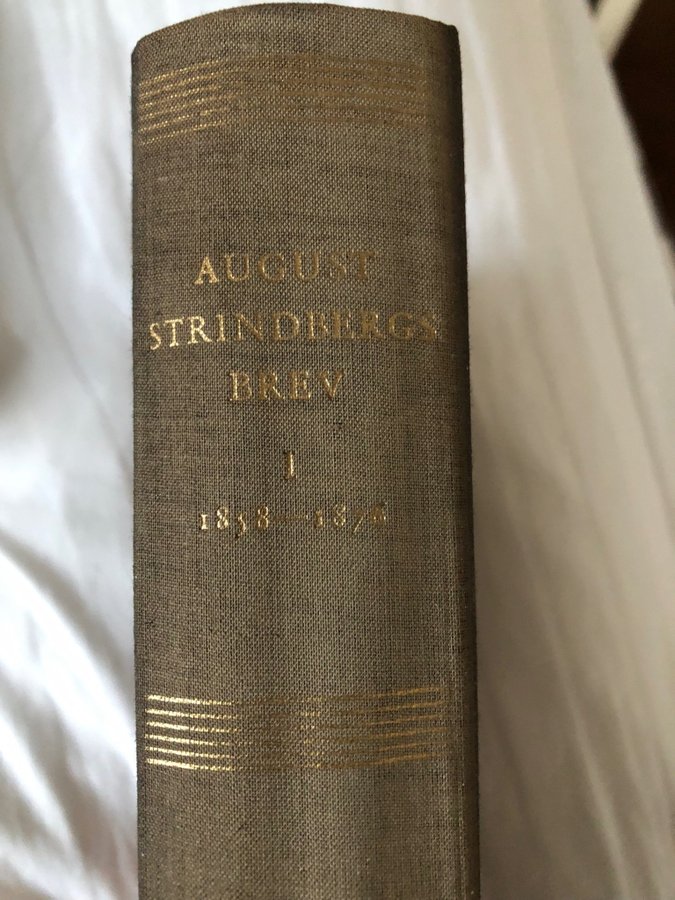 AUGUST
STRINDBERGS
BREV
I
1858—1876